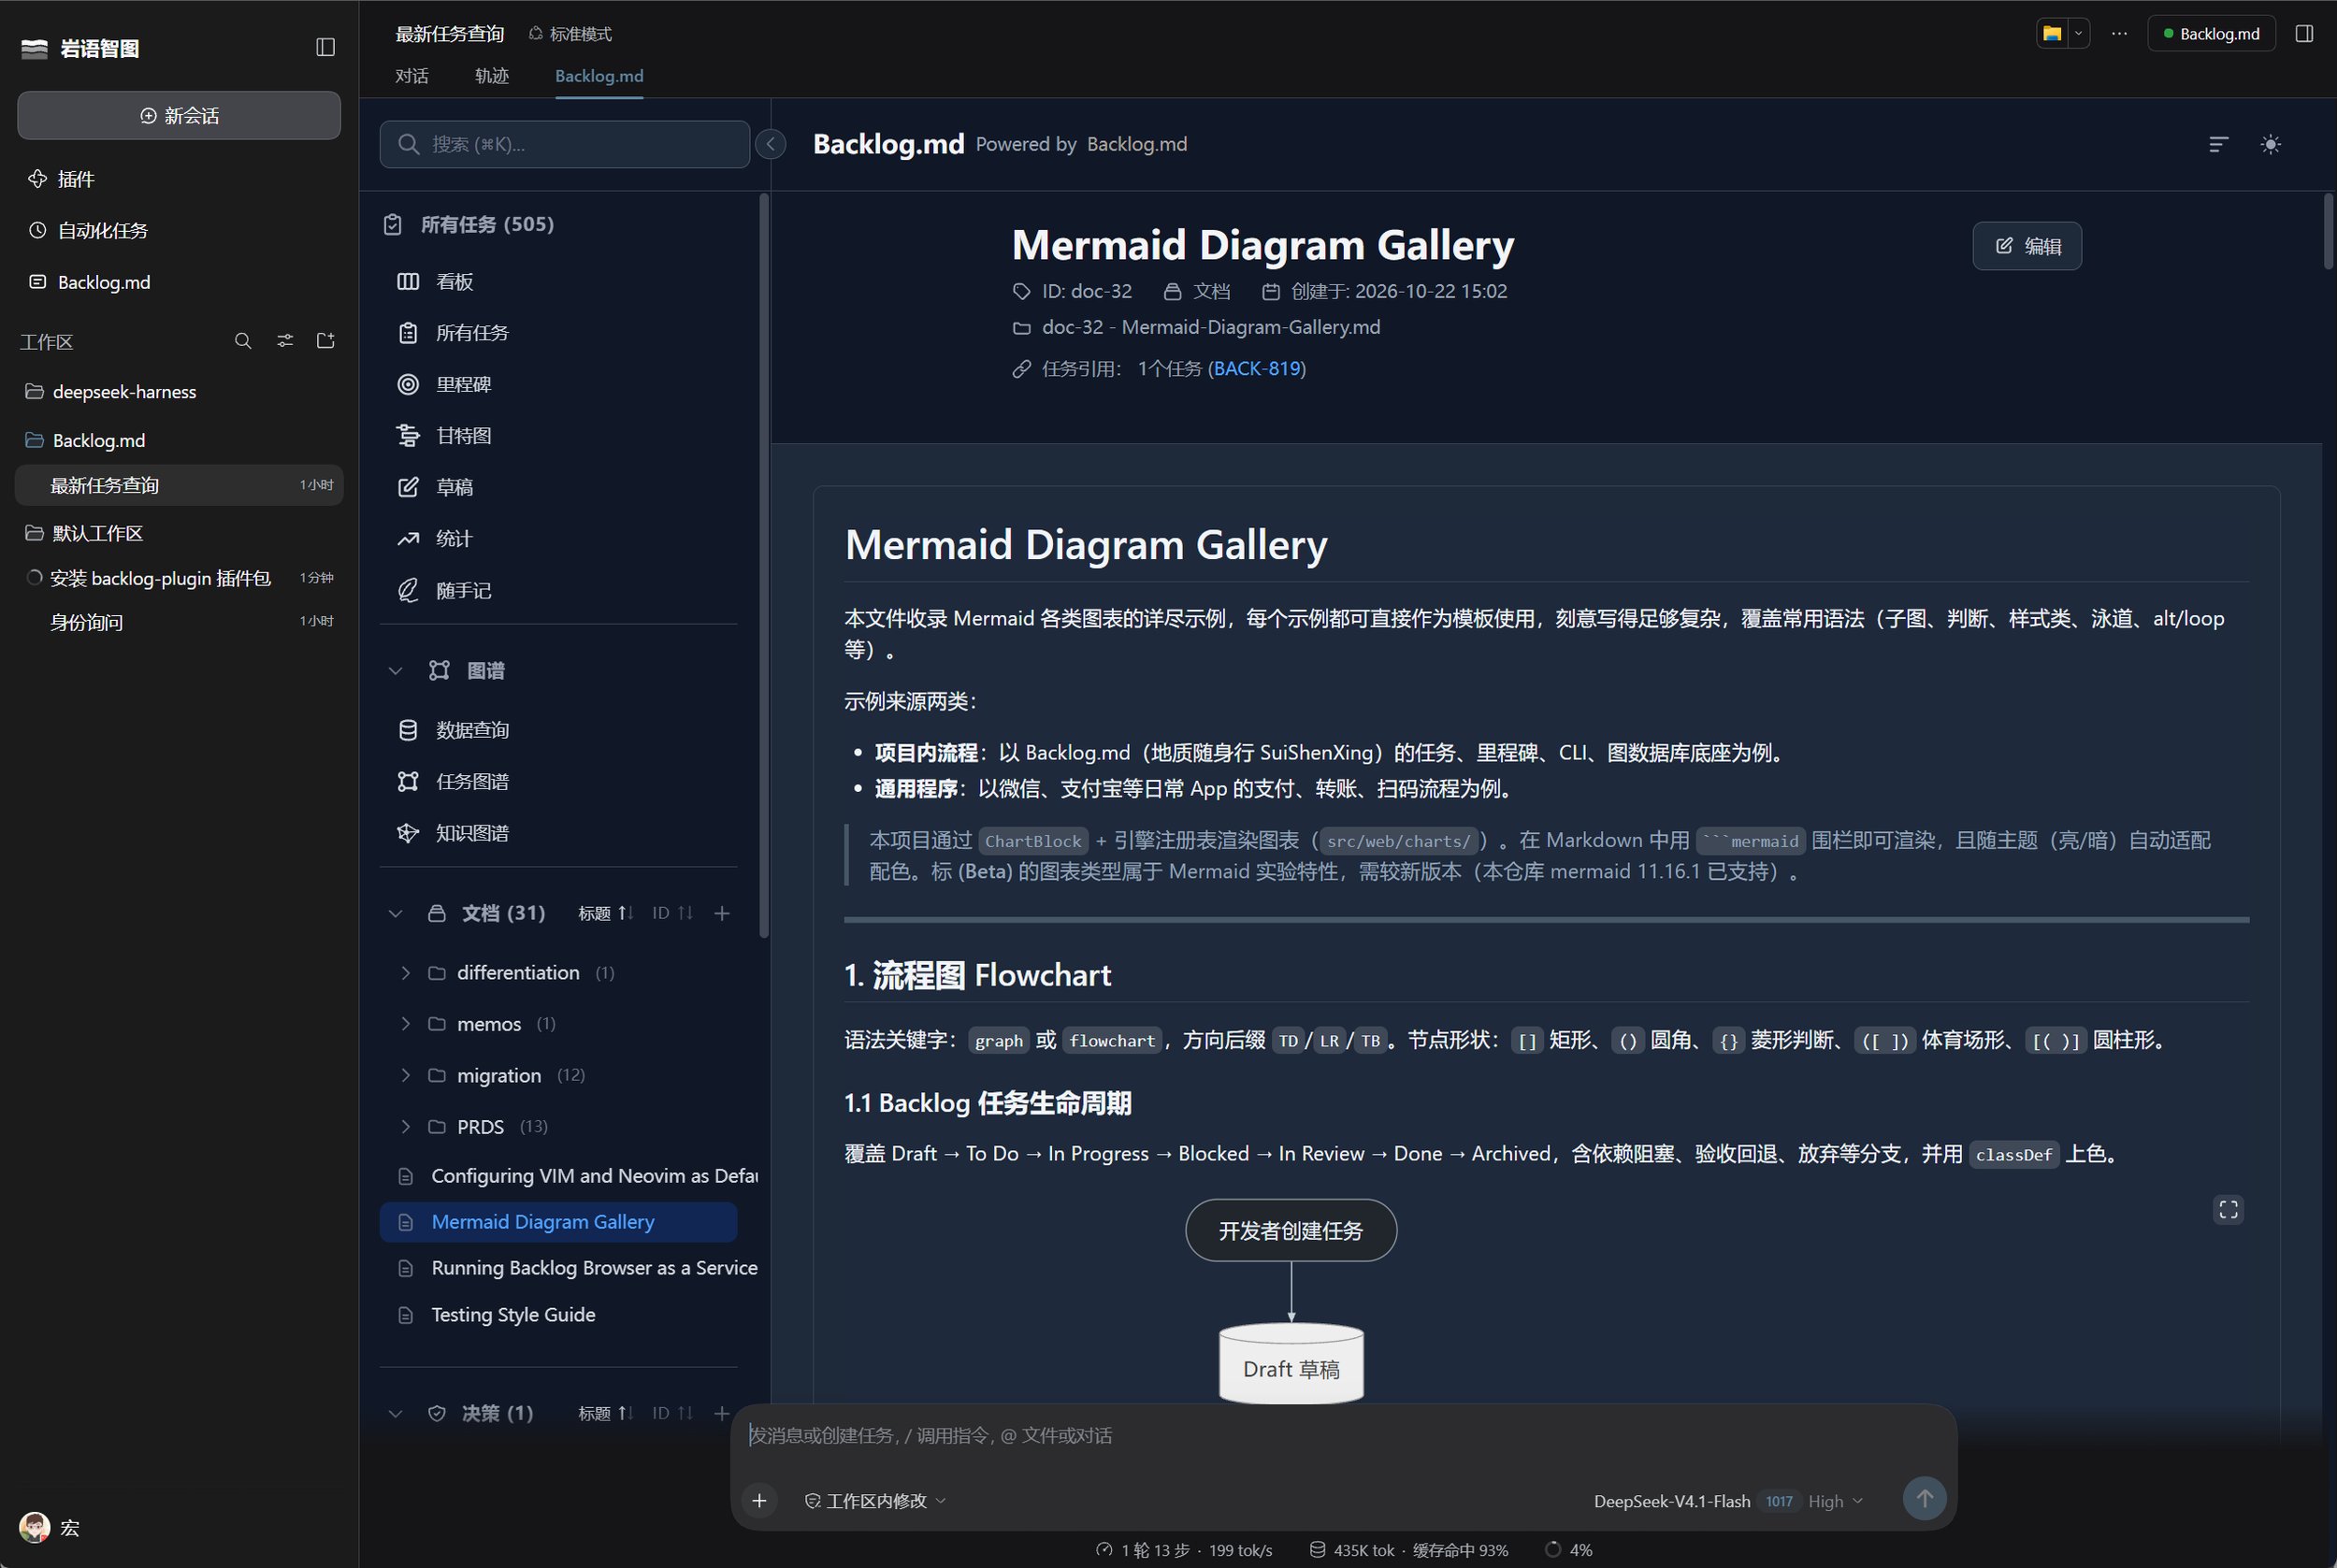 岩语智图
新会话
插件
自动化任务
Backlog.md
工作区
deepseek-harness
Backlog.md
最新任务查询 1小时
默认工作区
安装 backlog-plugin 插件包 1分钟
身份询问 1小时
宏
最新任务查询 标准模式
Backlog.md
对话 轨迹 Backlog.md
搜索 (⌘K)...
所有任务 (505)
看板
所有任务
里程碑
甘特图
草稿
统计
随手记
图谱
数据查询
任务图谱
知识图谱
文档 (31) 标题 ↑↓ ID ↑↓ +
differentiation (1)
memos (1)
migration (12)
PRDS (13)
Configuring VIM and Neovim as Defau
Mermaid Diagram Gallery
Running Backlog Browser as a Service
Testing Style Guide
决策 (1) 标题 ↑↓ ID ↑↓ +
Backlog.md Powered by Backlog.md
Mermaid Diagram Gallery
编辑
ID: doc-32 文档 创建于: 2026-10-22 15:02
doc-32 - Mermaid-Diagram-Gallery.md
任务引用： 1个任务 (BACK-819)
Mermaid Diagram Gallery
本文件收录 Mermaid 各类图表的详尽示例，每个示例都可直接作为模板使用，刻意写得足够复杂，覆盖常用语法（子图、判断、样式类、泳道、alt/loop
等）。
示例来源两类：
• 项目内流程：以 Backlog.md（地质随身行 SuiShenXing）的任务、里程碑、CLI、图数据库底座为例。
• 通用程序：以微信、支付宝等日常 App 的支付、转账、扫码流程为例。
本项目通过 ChartBlock + 引擎注册表渲染图表（src/web/charts/）。在 Markdown 中用 ```mermaid 围栏即可渲染，且随主题（亮/暗）自动适配
配色。标 (Beta) 的图表类型属于 Mermaid 实验特性，需较新版本（本仓库 mermaid 11.16.1 已支持）。
1. 流程图 Flowchart
语法关键字：graph 或 flowchart，方向后缀 TD/LR/TB。节点形状：[] 矩形、() 圆角、{} 菱形判断、([ ]) 体育场形、[( )] 圆柱形。
1.1 Backlog 任务生命周期
覆盖 Draft → To Do → In Progress → Blocked → In Review → Done → Archived，含依赖阻塞、验收回退、放弃等分支，并用 classDef 上色。
开发者创建任务
Draft 草稿
发消息或创建任务, / 调用指令, @ 文件或对话
工作区内修改 DeepSeek-V4.1-Flash 1017 High
1 轮 13 步 · 199 tok/s 435K tok · 缓存命中 93% 4%